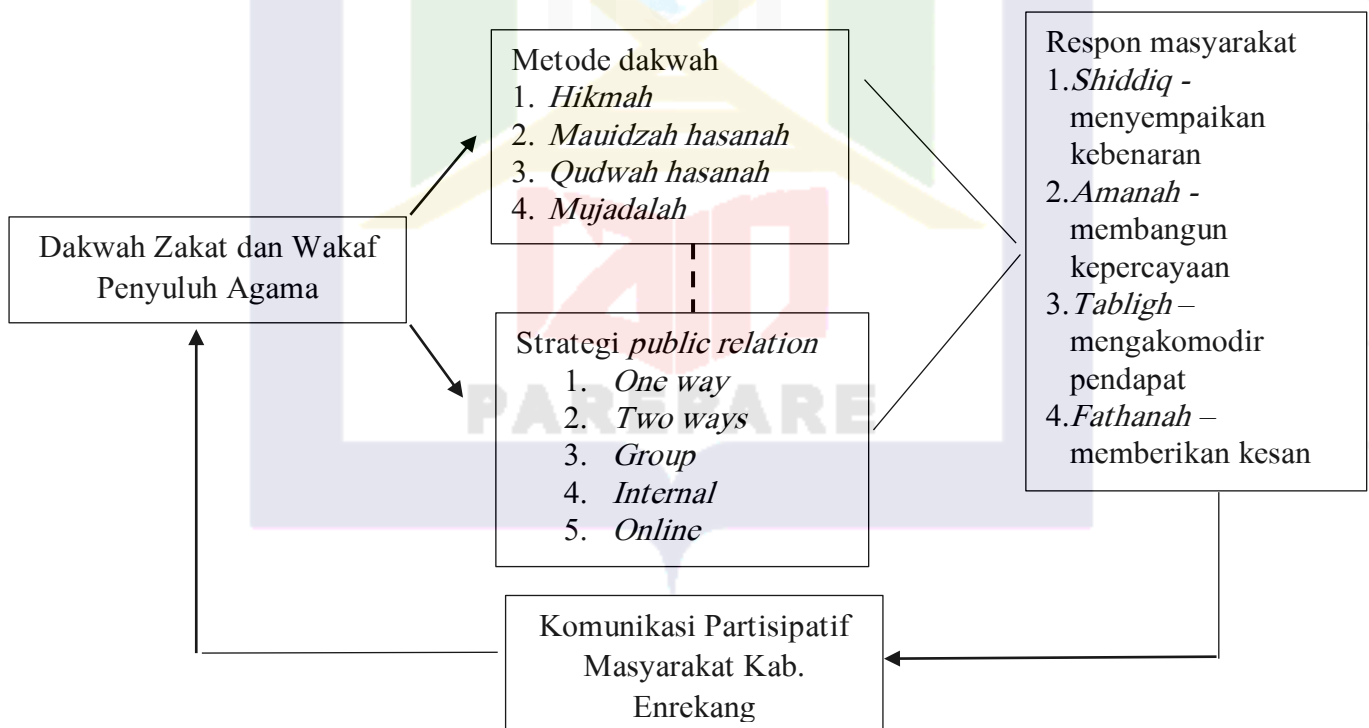 Dakwah Zakat dan Wakaf
Penyuluh Agama
Metode dakwah
1. Hikmah
2. Mauidzah hasanah
3. Qudwah hasanah
4. Mujadalah
Strategi public relation
1. One way
2. Two ways
3. Group
4. Internal
5. Online
Respon masyarakat
1.Shiddiq -
menyempaikan
kebenaran
2.Amanah -
membangun
kepercayaan
3.Tabligh –
mengakomodir
pendapat
4.Fathanah –
memberikan kesan
Komunikasi Partisipatif
Masyarakat Kab.
Enrekang
PAREPARE